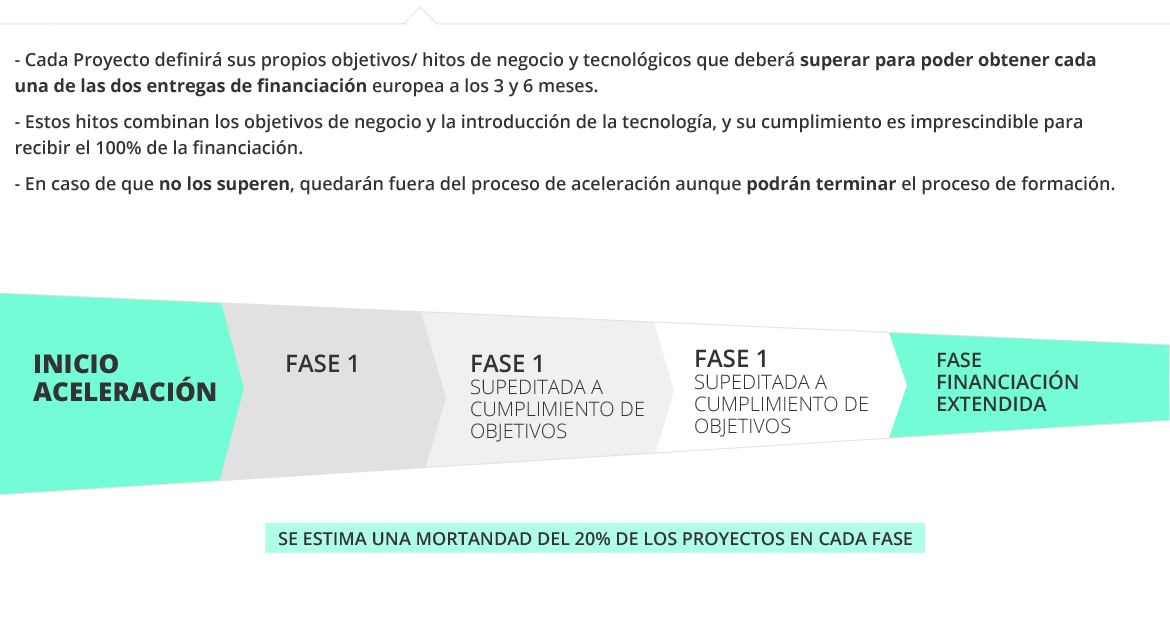 - Cada Proyecto definirá sus propios objetivos/ hitos de negocio y tecnológicos que deberá superar para poder obtener cada
una de las dos entregas de financiación europea a los 3 y 6 meses.
- Estos hitos combinan los objetivos de negocio y la introducción de la tecnología, y su cumplimiento es imprescindible para
recibir el 100% de la financiación.
- En caso de que no los superen, quedarán fuera del proceso de aceleración aunque podrán terminar el proceso de formación.
INICIO
ACELERACIÓN
FASE 1
FASE 1
SUPEDITADA A
CUMPLIMIENTO DE
OBJETIVOS
FASE 1
SUPEDITADA A
CUMPLIMIENTO DE
OBJETIVOS
FASE
FINANCIACIÓN
EXTENDIDA
SE ESTIMA UNA MORTANDAD DEL 20% DE LOS PROYECTOS EN CADA FASE